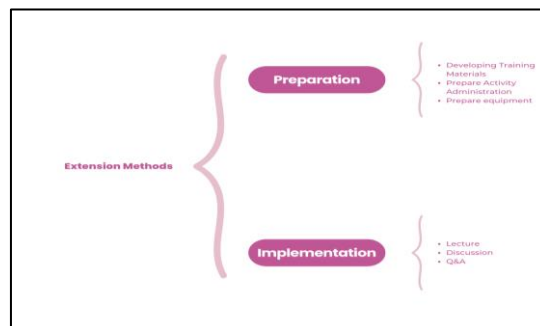 Extension Methods
Preparation
• Developing Training
Materials
• Prepare Activity
Administration
• Prepare equipment
Implementation
• Lecture
• Discussion
• Q&A